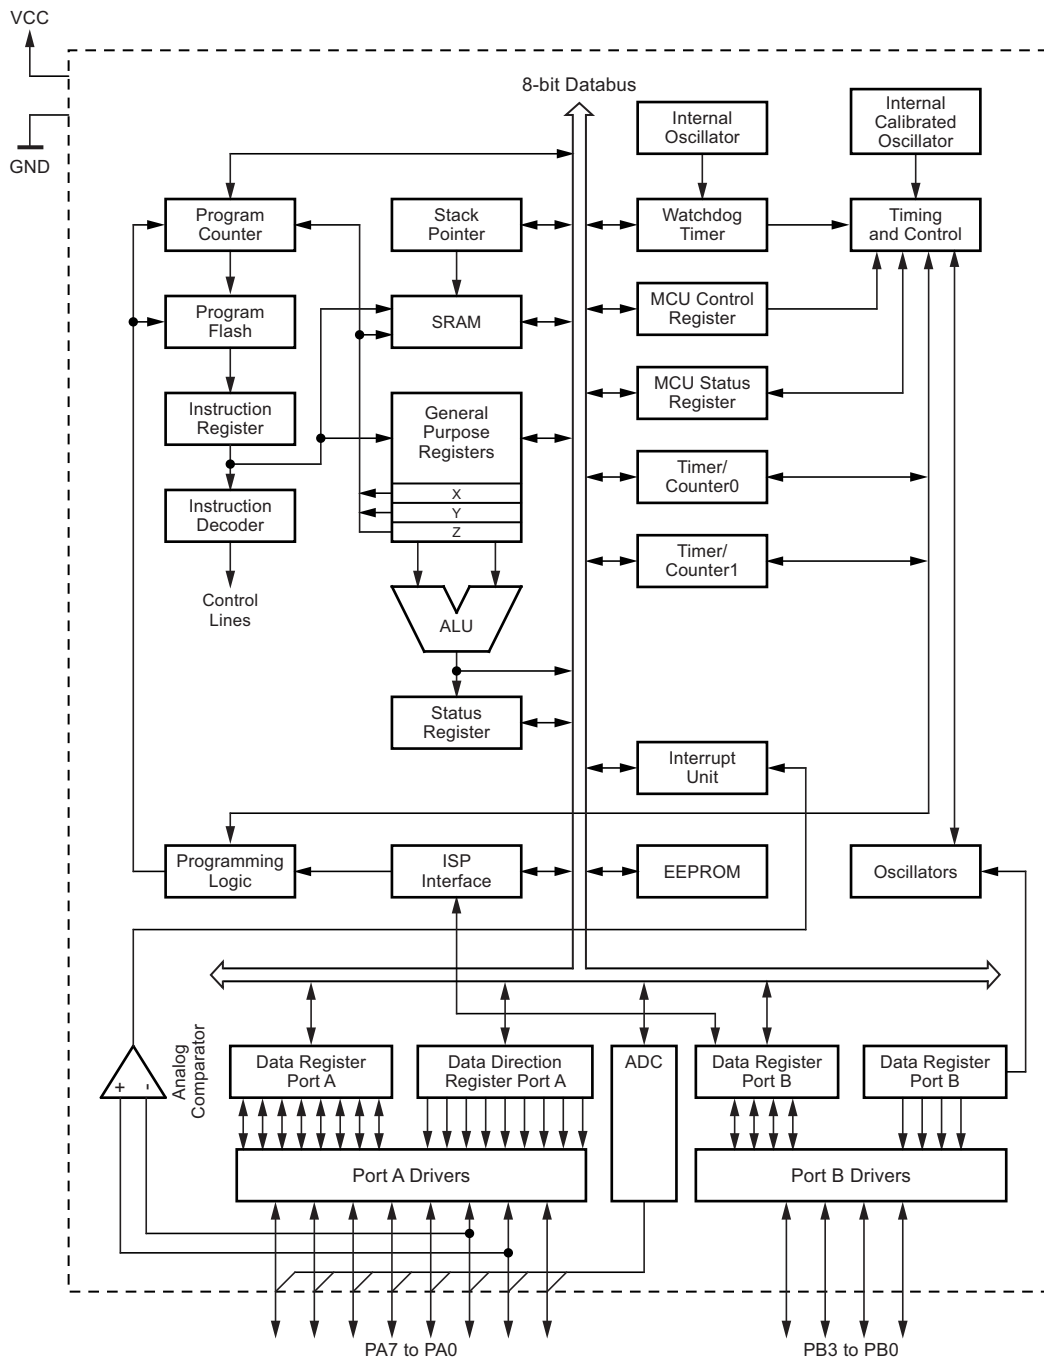 VCC
GND
8-bit Databus
Internal
Oscillator
Internal
Calibrated
Oscillator
Program
Counter
Stack
Pointer
Watchdog
Timer
Timing
and Control
Program
Flash
SRAM
MCU Control
Register
Instruction
Register
General
Purpose
Registers
X
Y
Z
MCU Status
Register
Instruction
Decoder
Timer/
Counter0
Control
Lines
ALU
Timer/
Counter1
Status
Register
Interrupt
Unit
Programming
Logic
ISP
Interface
EEPROM
Oscillators
Analog
Comparator
+
-
Data Register
Port A
Data Direction
Register Port A
ADC
Data Register
Port B
Data Register
Port B
Port A Drivers
Port B Drivers
PA7 to PA0
PB3 to PB0